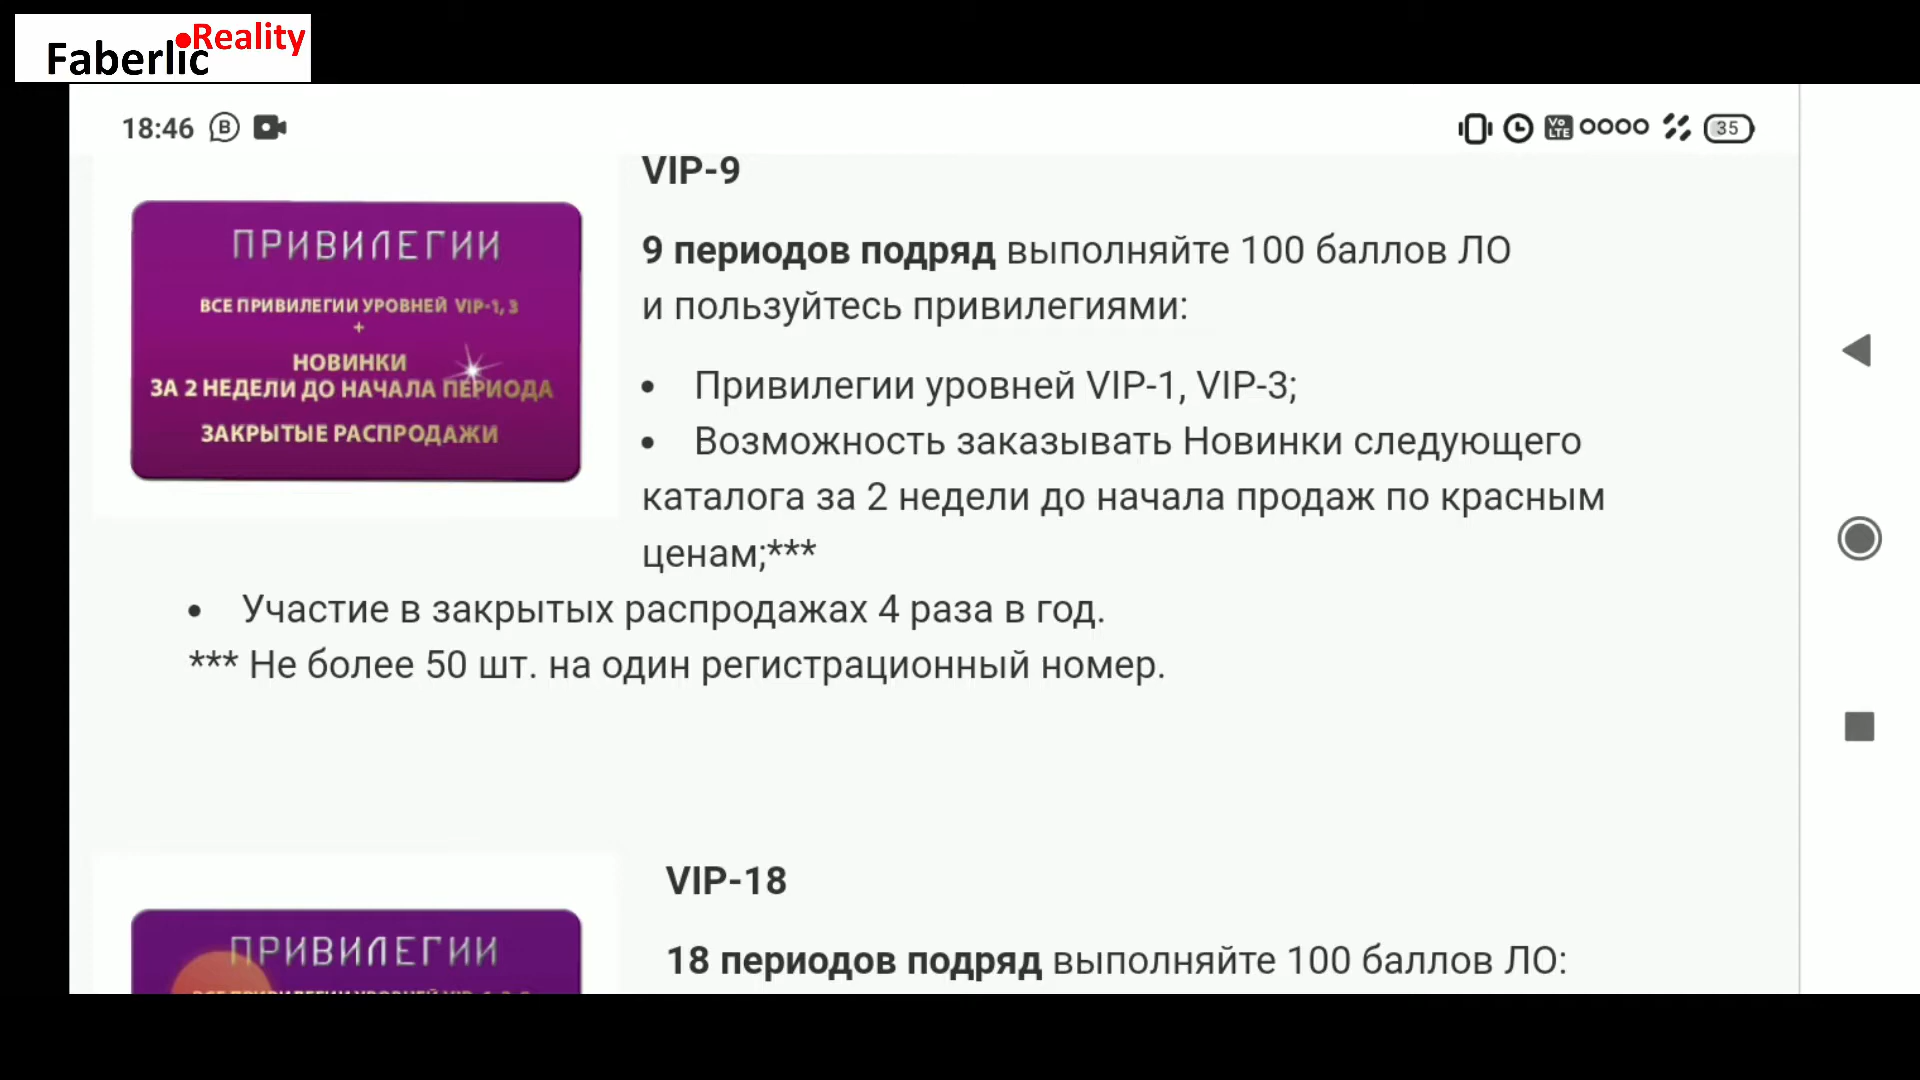 Faberlic Reality
18:46
VoLTE
35
VIP-9
ПРИВИЛЕГИИ
ВСЕ ПРИВИЛЕГИИ УРОВНЕЙ VIP-1, 3
+
НОВИНКИ
ЗА 2 НЕДЕЛИ ДО НАЧАЛА ПЕРИОДА
ЗАКРЫТЫЕ РАСПРОДАЖИ
9 периодов подряд выполняйте 100 баллов ЛО
и пользуйтесь привилегиями:
• Привилегии уровней VIP-1, VIP-3;
• Возможность заказывать Новинки следующего
каталога за 2 недели до начала продаж по красным
ценам;***
• Участие в закрытых распродажах 4 раза в год.
*** Не более 50 шт. на один регистрационный номер.
VIP-18
ПРИВИЛЕГИИ
18 периодов подряд выполняйте 100 баллов ЛО: